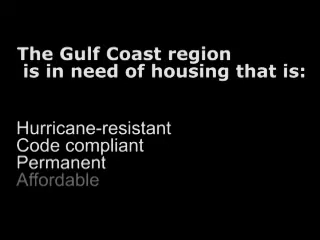 The Gulf Coast region
is in need of housing that is:
Hurricane-resistant
Code compliant
Permanent
Affordable